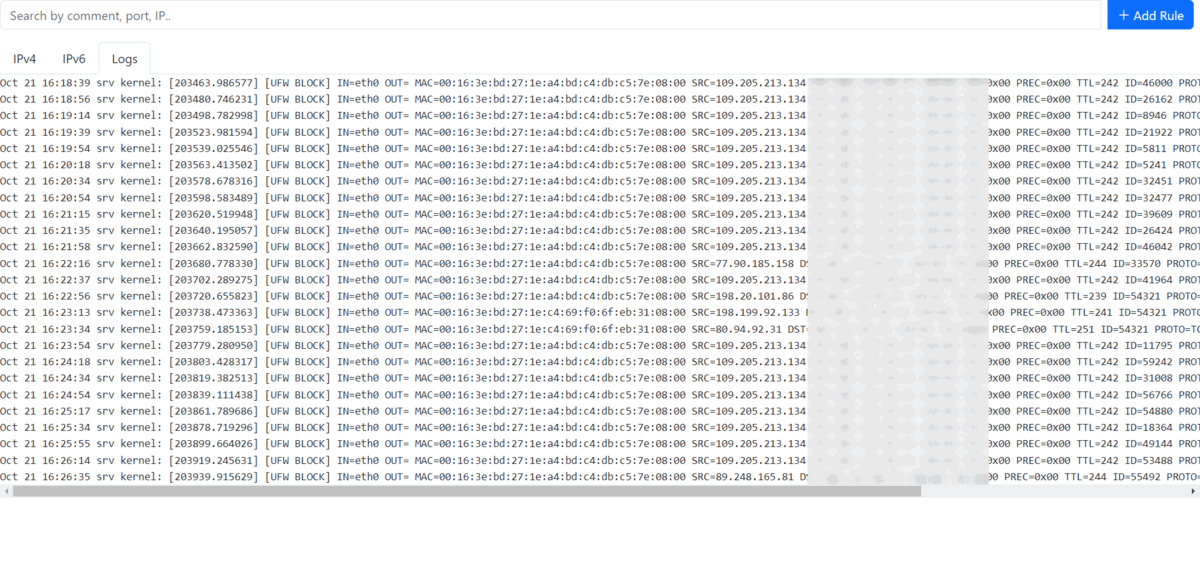 Search by comment, port, IP..
+ Add Rule
IPv4 IPv6 Logs
Oct 21 16:18:39 srv kernel: [203463.986577] [UFW BLOCK] IN=eth0 OUT= MAC=00:16:3e:bd:27:1e:a4:bd:c4:db:c5:7e:08:00 SRC=109.205.213.134 0x00 PREC=0x00 TTL=242 ID=46000 PROT
Oct 21 16:18:56 srv kernel: [203480.746231] [UFW BLOCK] IN=eth0 OUT= MAC=00:16:3e:bd:27:1e:a4:bd:c4:db:c5:7e:08:00 SRC=109.205.213.134 0x00 PREC=0x00 TTL=242 ID=26162 PROT
Oct 21 16:19:14 srv kernel: [203498.782998] [UFW BLOCK] IN=eth0 OUT= MAC=00:16:3e:bd:27:1e:a4:bd:c4:db:c5:7e:08:00 SRC=109.205.213.134 0x00 PREC=0x00 TTL=242 ID=8946 PROTO
Oct 21 16:19:39 srv kernel: [203523.981594] [UFW BLOCK] IN=eth0 OUT= MAC=00:16:3e:bd:27:1e:a4:bd:c4:db:c5:7e:08:00 SRC=109.205.213.134 0x00 PREC=0x00 TTL=242 ID=21922 PROT
Oct 21 16:19:54 srv kernel: [203539.025546] [UFW BLOCK] IN=eth0 OUT= MAC=00:16:3e:bd:27:1e:a4:bd:c4:db:c5:7e:08:00 SRC=109.205.213.134 0x00 PREC=0x00 TTL=242 ID=5811 PROTO
Oct 21 16:20:18 srv kernel: [203563.413502] [UFW BLOCK] IN=eth0 OUT= MAC=00:16:3e:bd:27:1e:a4:bd:c4:db:c5:7e:08:00 SRC=109.205.213.134 0x00 PREC=0x00 TTL=242 ID=5241 PROTO
Oct 21 16:20:34 srv kernel: [203578.678316] [UFW BLOCK] IN=eth0 OUT= MAC=00:16:3e:bd:27:1e:a4:bd:c4:db:c5:7e:08:00 SRC=109.205.213.134 0x00 PREC=0x00 TTL=242 ID=32451 PROT
Oct 21 16:20:54 srv kernel: [203598.583489] [UFW BLOCK] IN=eth0 OUT= MAC=00:16:3e:bd:27:1e:a4:bd:c4:db:c5:7e:08:00 SRC=109.205.213.134 0x00 PREC=0x00 TTL=242 ID=32477 PROT
Oct 21 16:21:15 srv kernel: [203620.519948] [UFW BLOCK] IN=eth0 OUT= MAC=00:16:3e:bd:27:1e:a4:bd:c4:db:c5:7e:08:00 SRC=109.205.213.134 0x00 PREC=0x00 TTL=242 ID=39609 PROT
Oct 21 16:21:35 srv kernel: [203640.195057] [UFW BLOCK] IN=eth0 OUT= MAC=00:16:3e:bd:27:1e:a4:bd:c4:db:c5:7e:08:00 SRC=109.205.213.134 0x00 PREC=0x00 TTL=242 ID=26424 PROT
Oct 21 16:21:58 srv kernel: [203662.832590] [UFW BLOCK] IN=eth0 OUT= MAC=00:16:3e:bd:27:1e:a4:bd:c4:db:c5:7e:08:00 SRC=109.205.213.134 0x00 PREC=0x00 TTL=242 ID=46042 PROT
Oct 21 16:22:16 srv kernel: [203680.778330] [UFW BLOCK] IN=eth0 OUT= MAC=00:16:3e:bd:27:1e:a4:bd:c4:db:c5:7e:08:00 SRC=77.90.185.158 DS 00 PREC=0x00 TTL=244 ID=33570 PROTO=
Oct 21 16:22:37 srv kernel: [203702.289275] [UFW BLOCK] IN=eth0 OUT= MAC=00:16:3e:bd:27:1e:a4:bd:c4:db:c5:7e:08:00 SRC=109.205.213.134 0x00 PREC=0x00 TTL=242 ID=41964 PROT
Oct 21 16:22:56 srv kernel: [203720.655823] [UFW BLOCK] IN=eth0 OUT= MAC=00:16:3e:bd:27:1e:a4:bd:c4:db:c5:7e:08:00 SRC=198.20.101.86 DS 00 PREC=0x00 TTL=239 ID=54321 PROTO=
Oct 21 16:23:13 srv kernel: [203738.473363] [UFW BLOCK] IN=eth0 OUT= MAC=00:16:3e:bd:27:1e:c4:69:f0:6f:eb:31:08:00 SRC=198.199.92.133 x00 PREC=0x00 TTL=241 ID=54321 PROT
Oct 21 16:23:34 srv kernel: [203759.185153] [UFW BLOCK] IN=eth0 OUT= MAC=00:16:3e:bd:27:1e:c4:69:f0:6f:eb:31:08:00 SRC=80.94.92.31 DST= PREC=0x00 TTL=251 ID=54321 PROTO=TC
Oct 21 16:23:54 srv kernel: [203779.280950] [UFW BLOCK] IN=eth0 OUT= MAC=00:16:3e:bd:27:1e:a4:bd:c4:db:c5:7e:08:00 SRC=109.205.213.134 0x00 PREC=0x00 TTL=242 ID=11795 PROT
Oct 21 16:24:18 srv kernel: [203803.428317] [UFW BLOCK] IN=eth0 OUT= MAC=00:16:3e:bd:27:1e:a4:bd:c4:db:c5:7e:08:00 SRC=109.205.213.134 0x00 PREC=0x00 TTL=242 ID=59242 PROT
Oct 21 16:24:34 srv kernel: [203819.382513] [UFW BLOCK] IN=eth0 OUT= MAC=00:16:3e:bd:27:1e:a4:bd:c4:db:c5:7e:08:00 SRC=109.205.213.134 0x00 PREC=0x00 TTL=242 ID=31008 PROT
Oct 21 16:24:54 srv kernel: [203839.111438] [UFW BLOCK] IN=eth0 OUT= MAC=00:16:3e:bd:27:1e:a4:bd:c4:db:c5:7e:08:00 SRC=109.205.213.134 0x00 PREC=0x00 TTL=242 ID=56766 PROT
Oct 21 16:25:17 srv kernel: [203861.789686] [UFW BLOCK] IN=eth0 OUT= MAC=00:16:3e:bd:27:1e:a4:bd:c4:db:c5:7e:08:00 SRC=109.205.213.134 0x00 PREC=0x00 TTL=242 ID=54880 PROT
Oct 21 16:25:34 srv kernel: [203878.719296] [UFW BLOCK] IN=eth0 OUT= MAC=00:16:3e:bd:27:1e:a4:bd:c4:db:c5:7e:08:00 SRC=109.205.213.134 0x00 PREC=0x00 TTL=242 ID=18364 PROT
Oct 21 16:25:55 srv kernel: [203899.664026] [UFW BLOCK] IN=eth0 OUT= MAC=00:16:3e:bd:27:1e:a4:bd:c4:db:c5:7e:08:00 SRC=109.205.213.134 0x00 PREC=0x00 TTL=242 ID=49144 PROT
Oct 21 16:26:14 srv kernel: [203919.245631] [UFW BLOCK] IN=eth0 OUT= MAC=00:16:3e:bd:27:1e:a4:bd:c4:db:c5:7e:08:00 SRC=109.205.213.134 0x00 PREC=0x00 TTL=242 ID=53488 PROT
Oct 21 16:26:35 srv kernel: [203939.915629] [UFW BLOCK] IN=eth0 OUT= MAC=00:16:3e:bd:27:1e:a4:bd:c4:db:c5:7e:08:00 SRC=89.248.165.81 DS 00 PREC=0x00 TTL=244 ID=55492 PROTO=